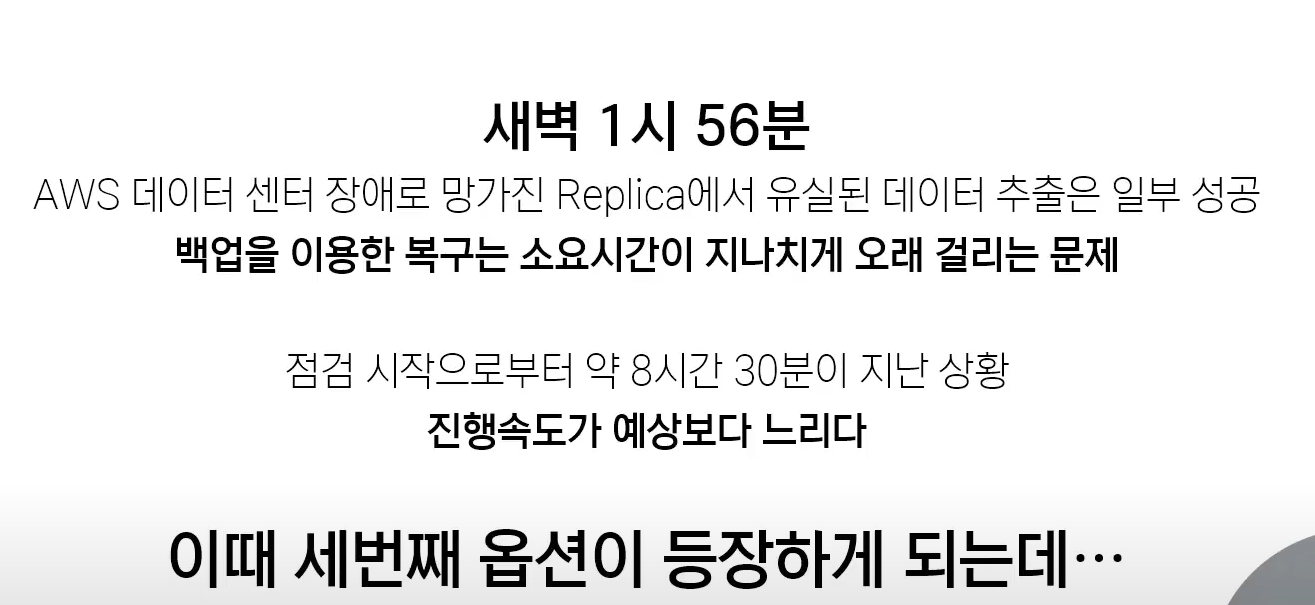 새벽 1시 56분
AWS 데이터 센터 장애로 망가진 Replica에서 유실된 데이터 추출은 일부 성공
백업을 이용한 복구는 소요시간이 지나치게 오래 걸리는 문제
점검 시작으로부터 약 8시간 30분이 지난 상황
진행속도가 예상보다 느리다
이때 세번째 옵션이 등장하게 되는데…